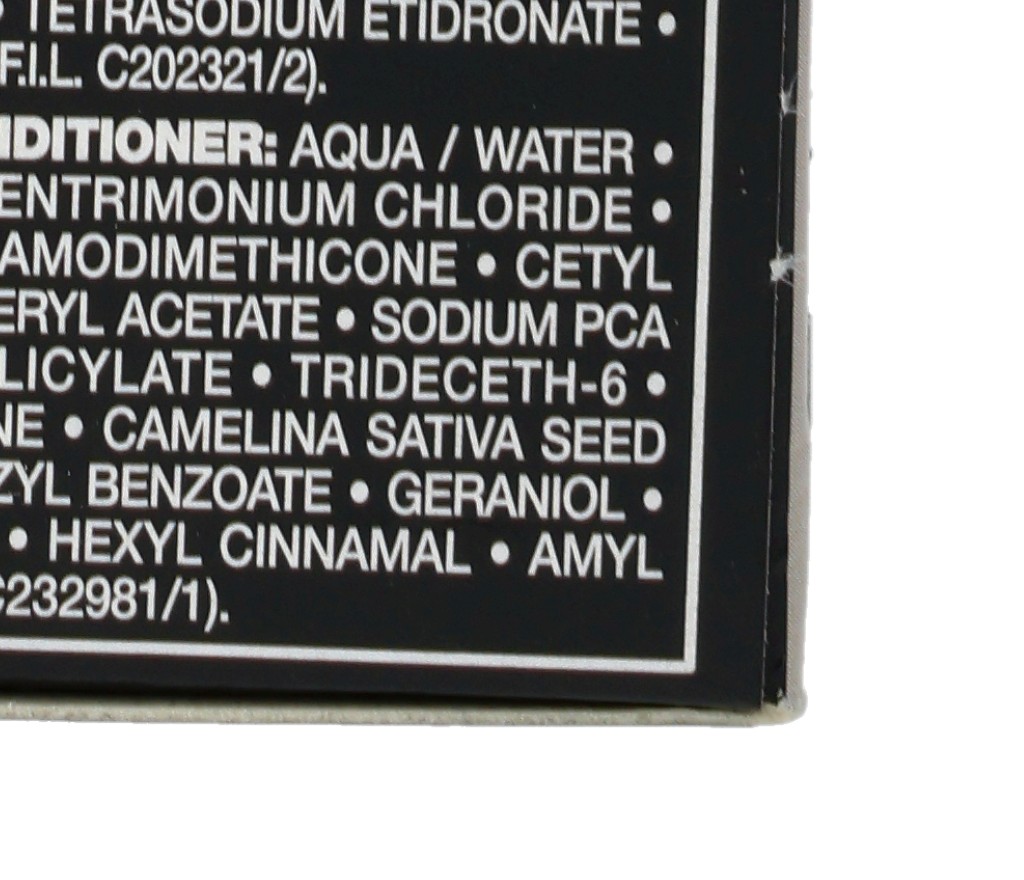 TETRASODIUM ETIDRONATE •
F.I.L. C202321/2).
NDITIONER: AQUA / WATER •
ENTRIMONIUM CHLORIDE •
AMODIMETHICONE • CETYL
ERYL ACETATE • SODIUM PCA
LICYLATE • TRIDECETH-6 •
NE • CAMELINA SATIVA SEED
ZYL BENZOATE • GERANIOL •
• HEXYL CINNAMAL • AMYL
C232981/1).